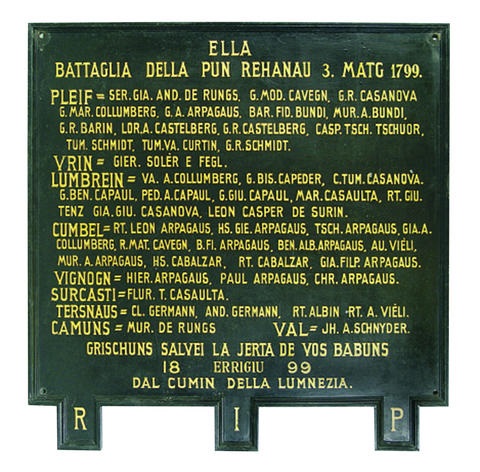 ELLA
BATTAGLIA DELLA PUN REHANAU 3. MATG 1799.
PLEIF = SER. GIA. AND. DE RUNGS, G. MOD. CAVEGN, G.R. CASANOVA
G. MAR. COLLUMBERG, G. A. ARPAGAUS, BAR. FID. BUNDI, MUR. A. BUNDI,
G.R. BARIN, LOR. A. CASTELBERG, G.R. CASTELBERG, CASP. TSCH. TSCHUOR,
TUM. SCHMIDT, TUM. VA. CURTIN, G.R. SCHMIDT.
VRIN = GIER. SOLÈR E FEGL.
LUMBREIN = VA. A. COLLUMBERG, G. BIS. CAPEDER, C. TUM. CASANOVA.
G. BEN. CAPAUL, PED. A. CAPAUL, G. GIU. CAPAUL, MAR. CASAULTA, RT. GIU.
TENZ GIA. GIU. CASANOVA, LEON CASPER DE SURIN.
CUMBEL = RT. LEON ARPAGAUS, HS. GIE. ARPAGAUS, TSCH. ARPAGAUS, GIA. A.
COLLUMBERG, R. MAT. CAVEGN, B. FI. ARPAGAUS, BEN. ALB. ARPAGAUS, AU. VIÉLI,
MUR. A. ARPAGAUS, HS. CABALZAR, RT. CABALZAR, GIA. FILP. ARPAGAUS.
VIGNOGN = HIER. ARPAGAUS, PAUL ARPAGAUS, CHR. ARPAGAUS.
SURCASTI = FLUR. T. CASAULTA.
TERSNAUS = CL. GERMANN, AND. GERMANN, RT. ALBIN - RT. A. VIÉLI.
CAMUNS = MUR. DE RUNGS VAL = JH. A. SCHNYDER.
GRISCHUNS SALVEI LA JERTA DE VOS BABUNS
18 ERRIGIU 99
DAL CUMIN DELLA LUMNEZIA.
R I P